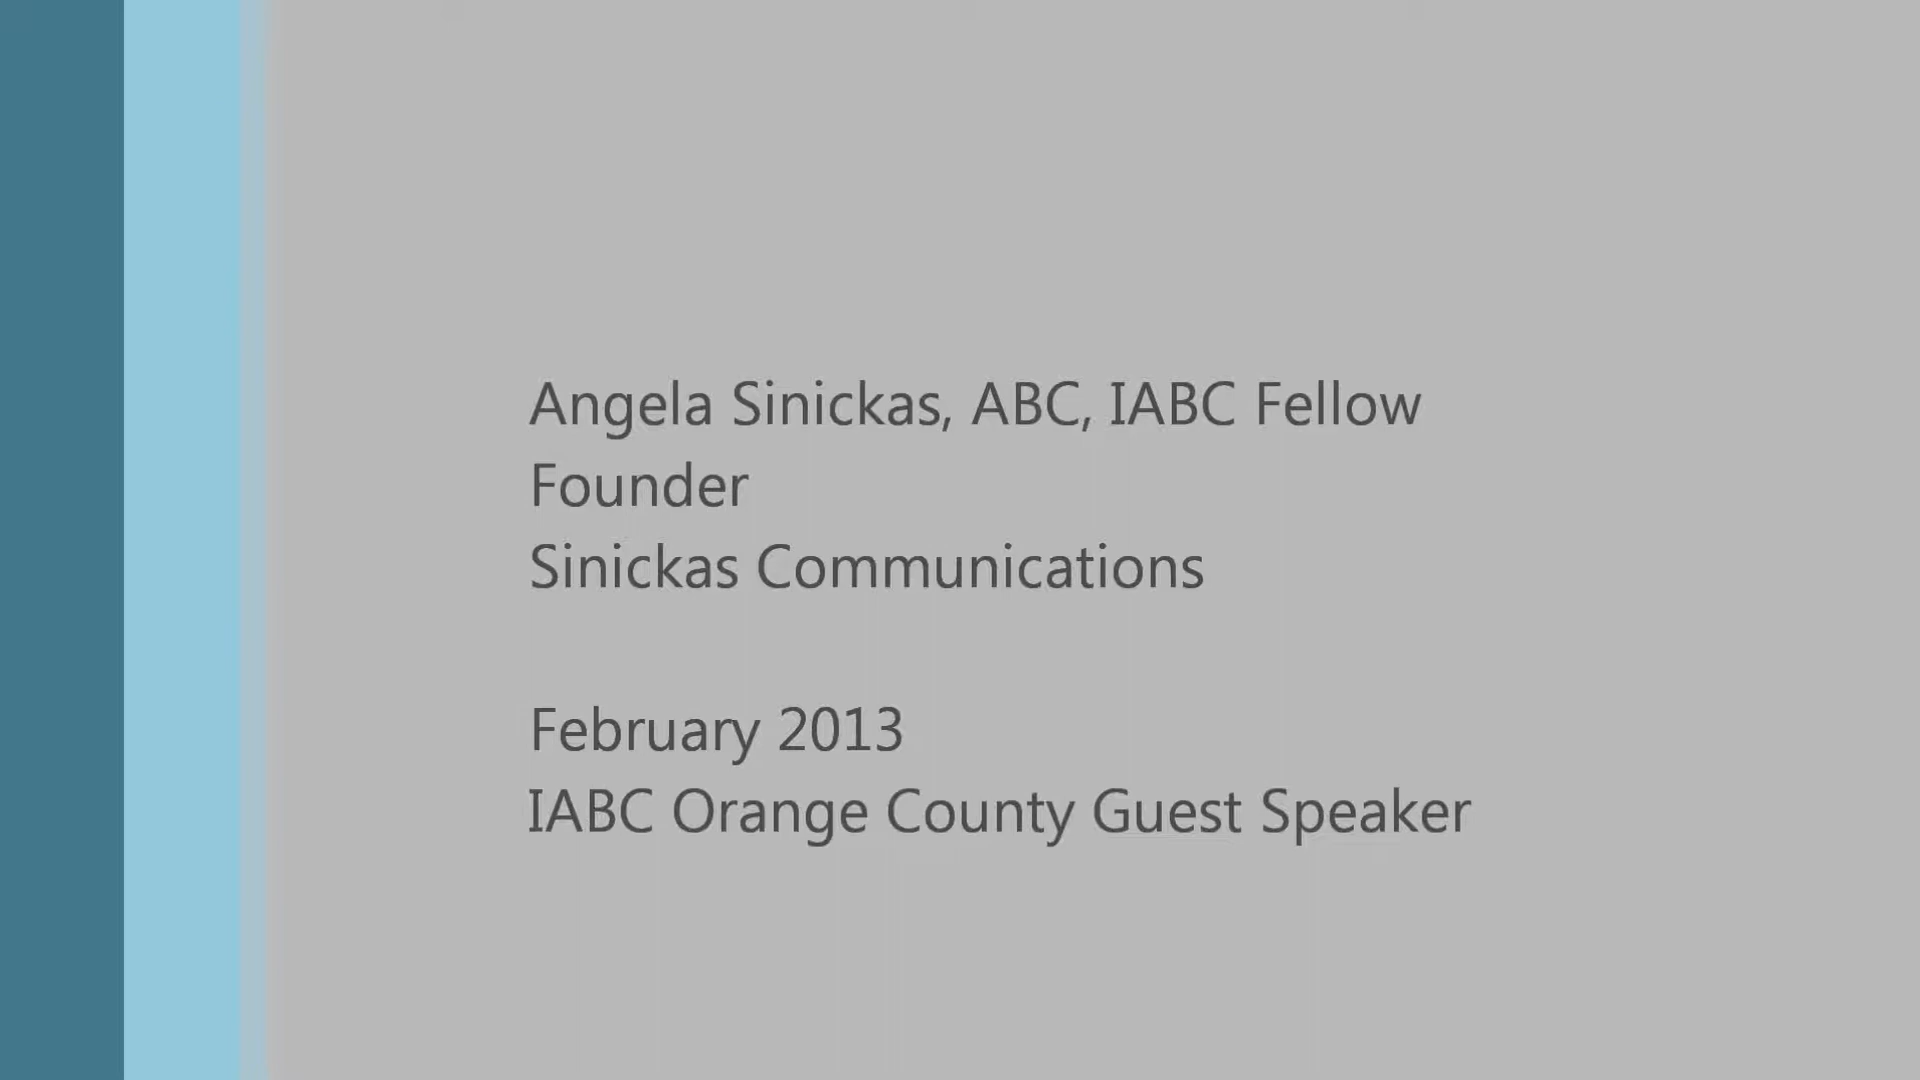 Angela Sinickas, ABC, IABC Fellow
Founder
Sinickas Communications
February 2013
IABC Orange County Guest Speaker